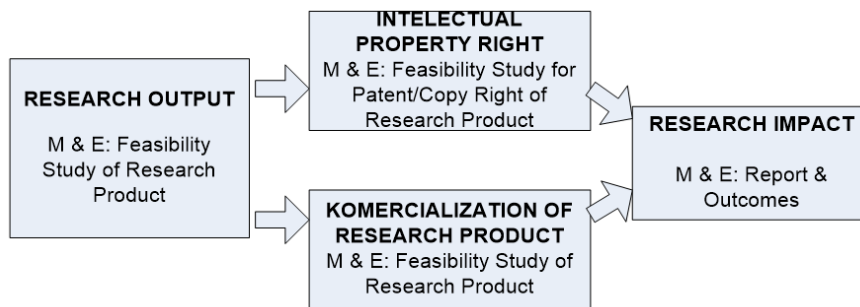 RESEARCH OUTPUT
M & E: Feasibility
Study of Research
Product
INTELECTUAL
PROPERTY RIGHT
M & E: Feasibility Study for
Patent/Copy Right of
Research Product
KOMERCIALIZATION OF
RESEARCH PRODUCT
M & E: Feasibility Study of
Research Product
RESEARCH IMPACT
M & E: Report &
Outcomes